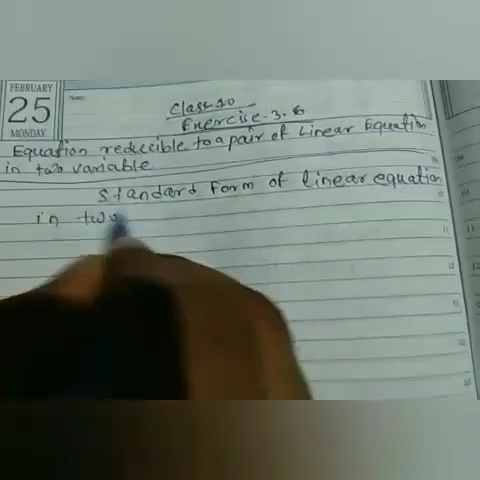 FEBRUARY
25
MONDAY
Class 10
Exercise-3.6
Equation reducible to a pair of Linear Equation
in two variable
Standard Form of linear equation
in two